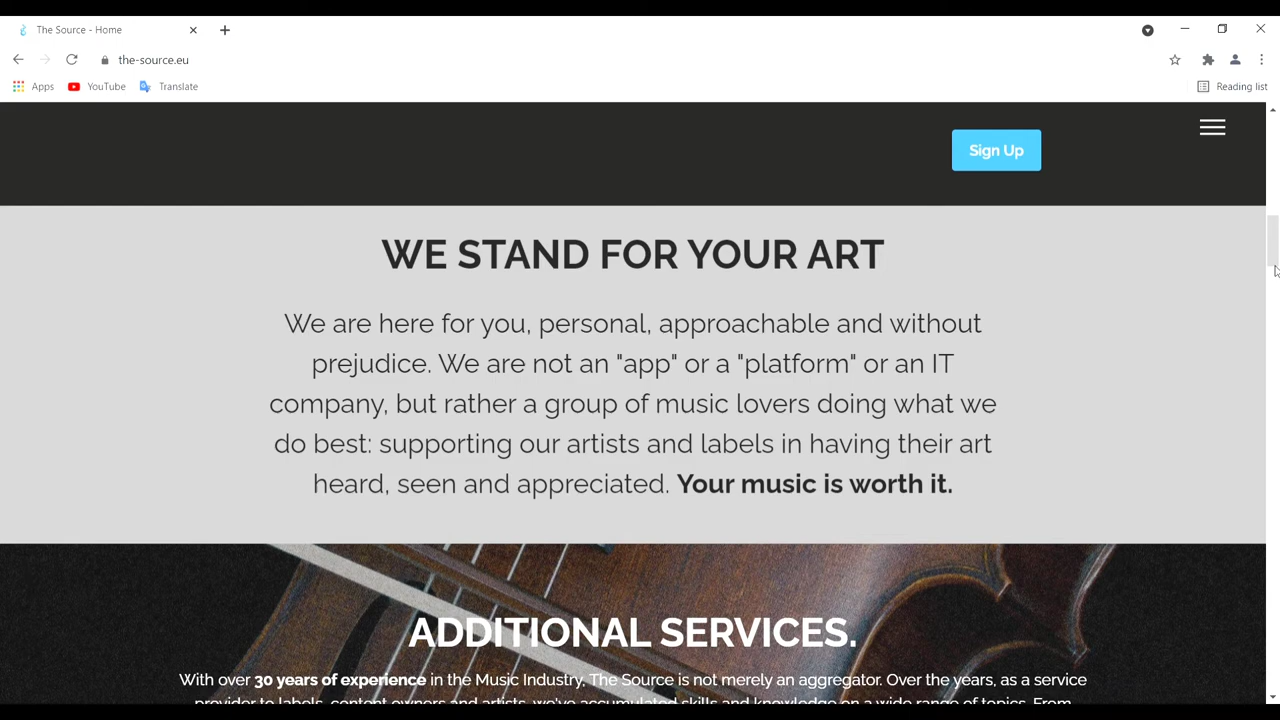 The Source - Home
the-source.eu
Apps YouTube Translate Reading list
Sign Up
WE STAND FOR YOUR ART
We are here for you, personal, approachable and without
prejudice. We are not an "app" or a "platform" or an IT
company, but rather a group of music lovers doing what we
do best: supporting our artists and labels in having their art
heard, seen and appreciated. Your music is worth it.
ADDITIONAL SERVICES.
With over 30 years of experience in the Music Industry, The Source is not merely an aggregator. Over the years, as a service
provider to labels, content owners and artists, we've accumulated skills and knowledge on a wide range of topics. From